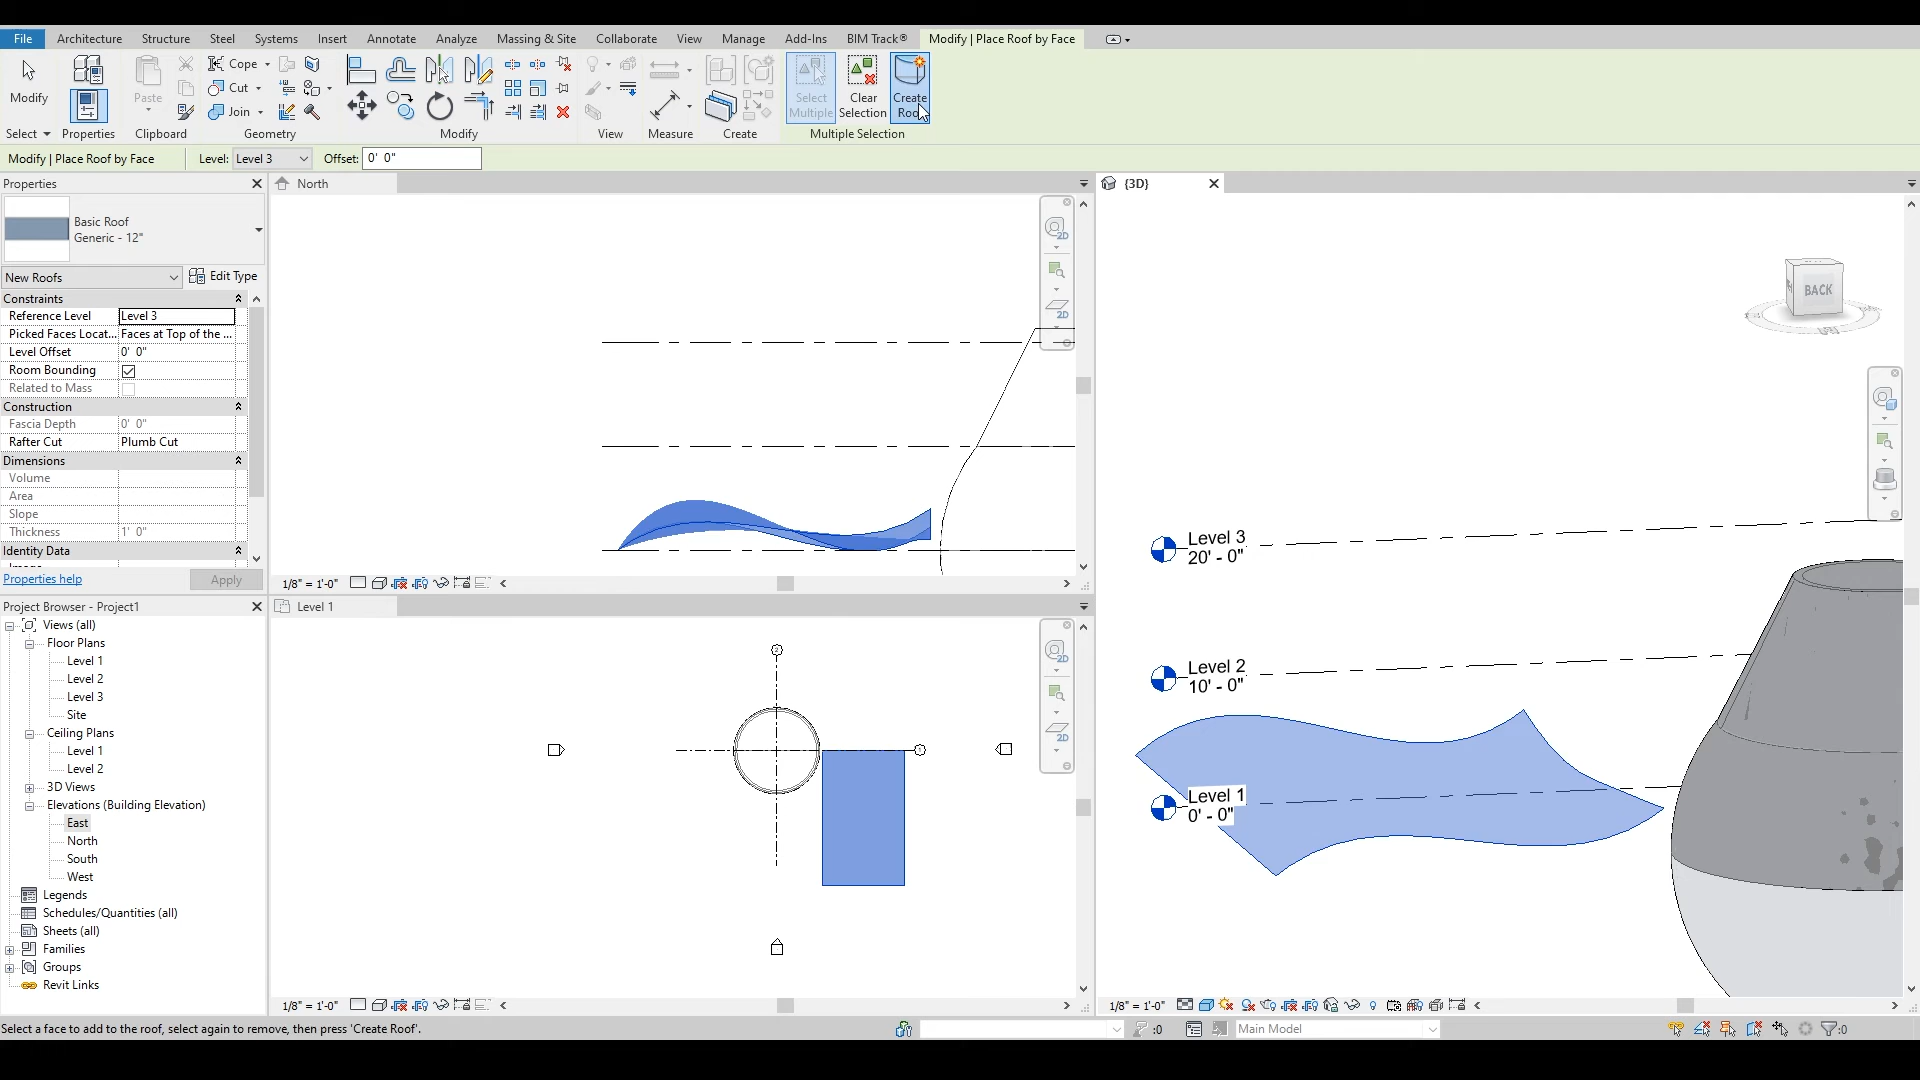 File Architecture Structure Steel Systems Insert Annotate Analyze Massing & Site Collaborate View Manage Add-Ins BIM Track® Modify | Place Roof by Face
Modify Paste Cope Cut Join Select Multiple Clear Selection Create Roof
Select Properties Clipboard Geometry Modify View Measure Create Multiple Selection
Modify | Place Roof by Face Level: Level 3 Offset: 0' 0"
Properties
Basic Roof
Generic - 12"
New Roofs Edit Type
Constraints
Reference Level Level 3
Picked Faces Locat... Faces at Top of the ...
Level Offset 0' 0"
Room Bounding
Related to Mass
Construction
Fascia Depth 0' 0"
Rafter Cut Plumb Cut
Dimensions
Volume
Area
Slope
Thickness 1' 0"
Identity Data
Properties help Apply
Project Browser - Project1
Views (all)
Floor Plans
Level 1
Level 2
Level 3
Site
Ceiling Plans
Level 1
Level 2
3D Views
Elevations (Building Elevation)
East
North
South
West
Legends
Schedules/Quantities (all)
Sheets (all)
Families
Groups
Revit Links
North
2D
2D
1/8" = 1'-0"
Level 1
2D
2D
1/8" = 1'-0"
{3D}
BACK
Level 3
20' - 0"
Level 2
10' - 0"
Level 1
0' - 0"
1/8" = 1'-0"
Select a face to add to the roof, select again to remove, then press 'Create Roof'.
:0
Main Model
:0